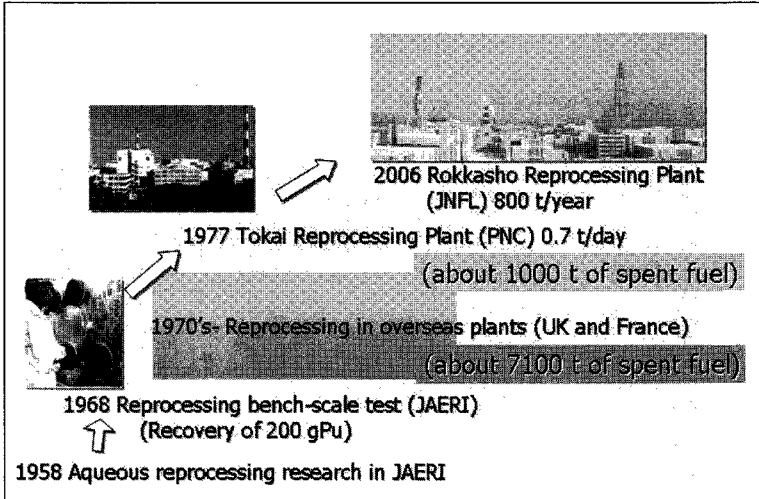 2006 Rokkasho Reprocessing Plant
(JNFL) 800 t/year
1977 Tokai Reprocessing Plant (PNC) 0.7 t/day
(about 1000 t of spent fuel)
1970's- Reprocessing in overseas plants (UK and France)
(about 7100 t of spent fuel)
1968 Reprocessing bench-scale test (JAERI)
(Recovery of 200 gPu)
1958 Aqueous reprocessing research in JAERI